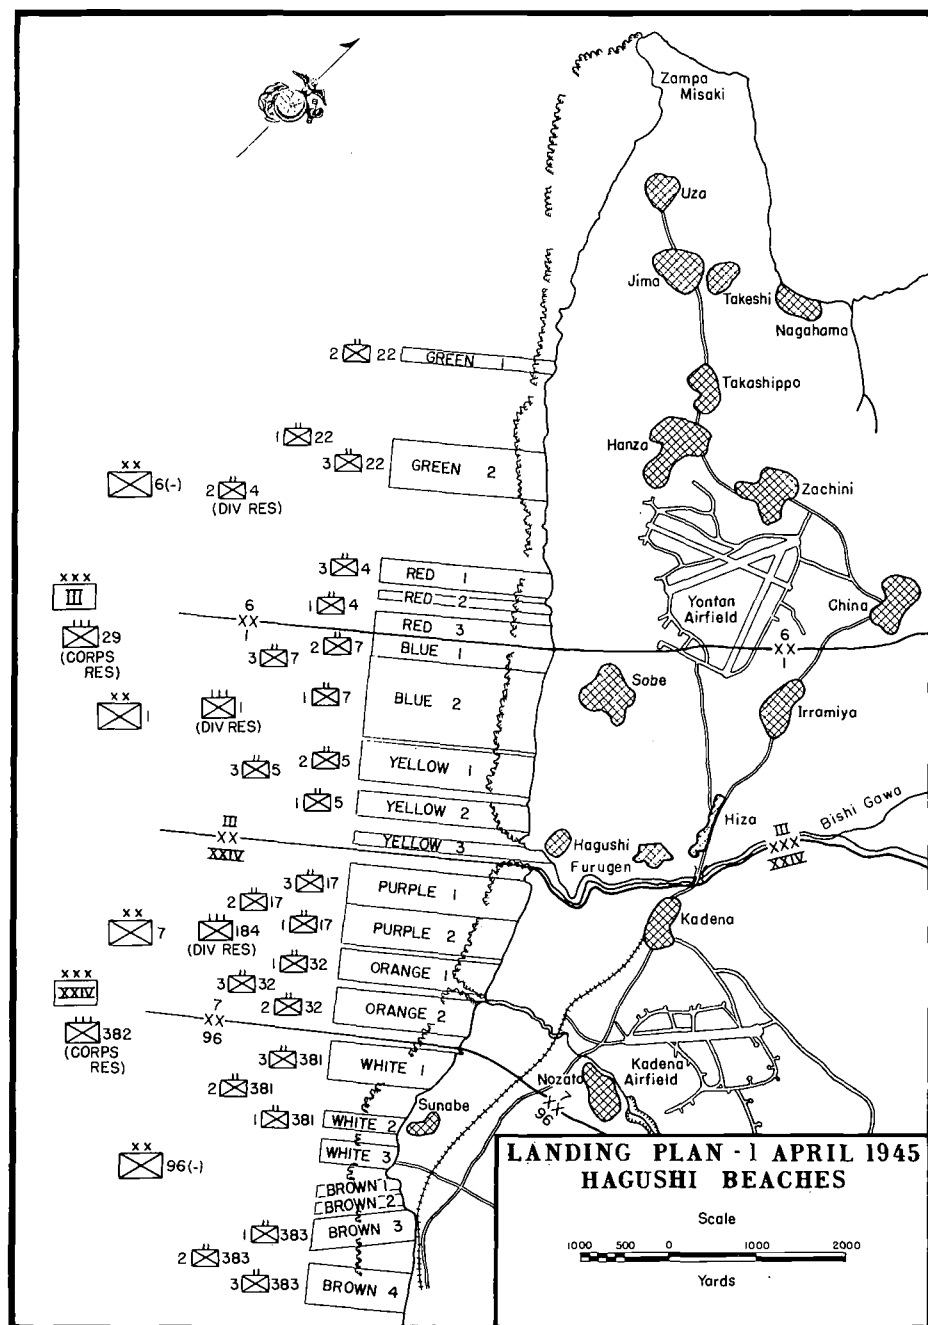 Zampa
Misaki
Uza
Jima
Takeshi
Nagahama
2 22 GREEN 1
Takashippo
1 22
3 22 GREEN 2
Hanza
Zachini
XX
6(-)
2 4
(DIV RES)
3 4 RED 1
1 4 RED 2
RED 3
Yontan
Airfield
China
XXX
III
29
(CORPS
RES)
6
XX
1
6
XX
1
2 7 BLUE 1
3 7
Sobe
XX
1
1
(DIV RES)
1 7 BLUE 2
Irramiya
3 5
2 5 YELLOW 1
1 5 YELLOW 2
Hiza
Bishi Gawa
III
XX
XXIV
YELLOW 3
Hagushi
Furugen
III
XXX
XXIV
3 17 PURPLE 1
2 17
1 17 PURPLE 2
Kadena
XX
7
184
(DIV RES)
1 32 ORANGE 1
3 32
2 32 ORANGE 2
XXX
XXIV
382
(CORPS
RES)
7
XX
96
3 381 WHITE 1
2 381
Kadena
Airfield
Nozato
7
XX
96
1 381 WHITE 2
Sunabe
WHITE 3
XX
96(-)
BROWN 1
BROWN 2
1 383 BROWN 3
2 383
3 383 BROWN 4
LANDING PLAN - 1 APRIL 1945
HAGUSHI BEACHES
Scale
1000 500 0 1000 2000
Yards